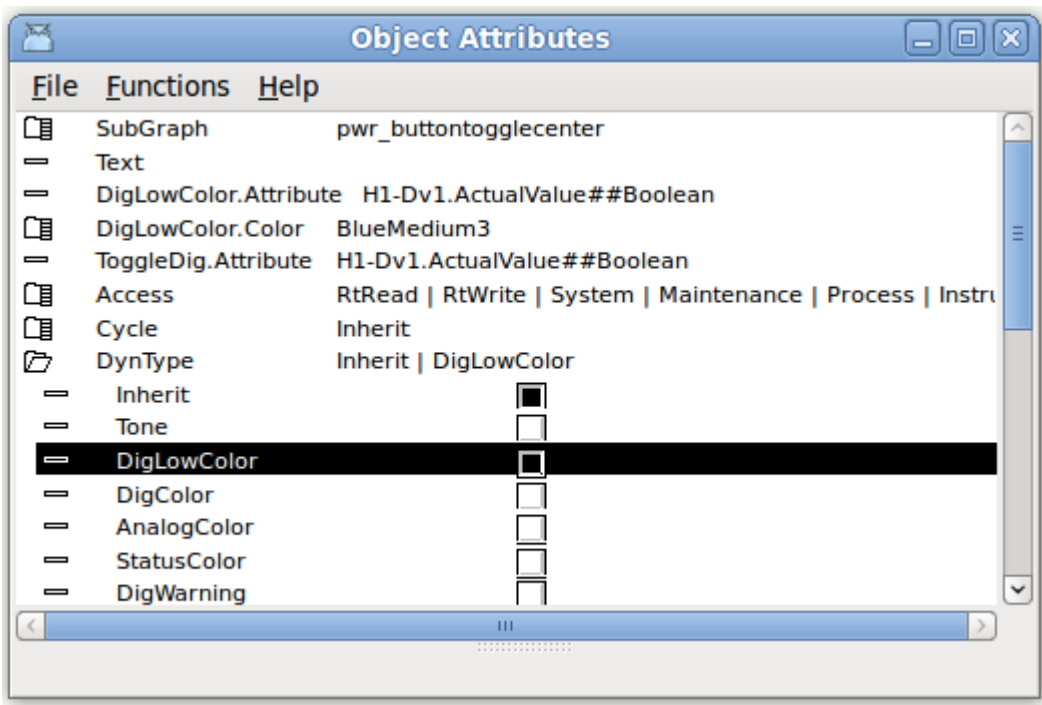 Object Attributes
File Functions Help
SubGraph pwr_buttontogglecenter
Text
DigLowColor.Attribute H1-Dv1.ActualValue##Boolean
DigLowColor.Color BlueMedium3
ToggleDig.Attribute H1-Dv1.ActualValue##Boolean
Access RtRead | RtWrite | System | Maintenance | Process |
Cycle Inherit
DynType Inherit | DigLowColor
Inherit
Tone
DigLowColor
DigColor
AnalogColor
StatusColor
DigWarning